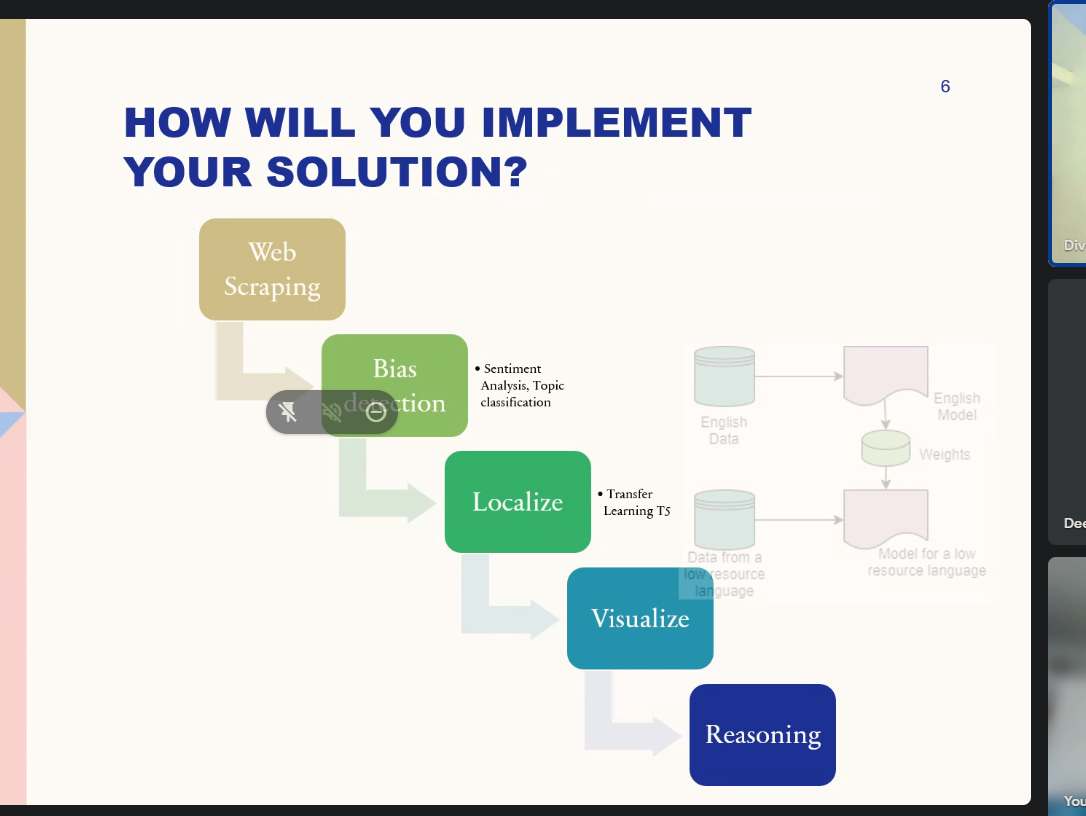 6
HOW WILL YOU IMPLEMENT
YOUR SOLUTION?
Web
Scraping
Bias
detection
• Sentiment
Analysis, Topic
classification
Localize
• Transfer
Learning T5
Visualize
Reasoning
English
Data
English
Model
Weights
Data from a
low resource
language
Model for a low
resource language
Div
Dee
You